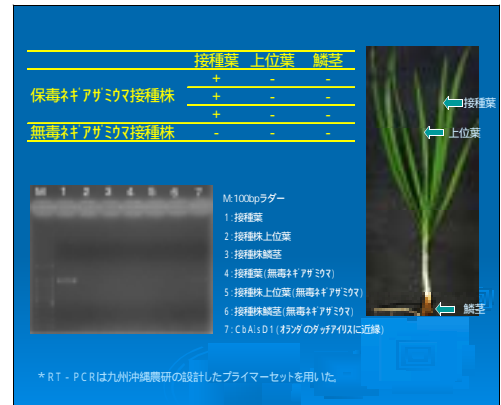 接種葉 上位葉 鱗茎
+ - -
保毒ネギアザミウマ接種株 + - -
+ - -
無毒ネギアザミウマ接種株 - - -
接種葉
上位葉
鱗茎
M 1 2 3 4 5 6 7
M:100bpラダー
1:接種葉
2:接種株上位葉
3:接種株鱗茎
4:接種葉(無毒ネギアザミウマ)
5:接種株上位葉(無毒ネギアザミウマ)
6:接種株鱗茎(無毒ネギアザミウマ)
7:CbAisD1(オランダのダッチアイリスに近縁)
*RT-PCRは九州沖縄農研の設計したプライマーセットを用いた。